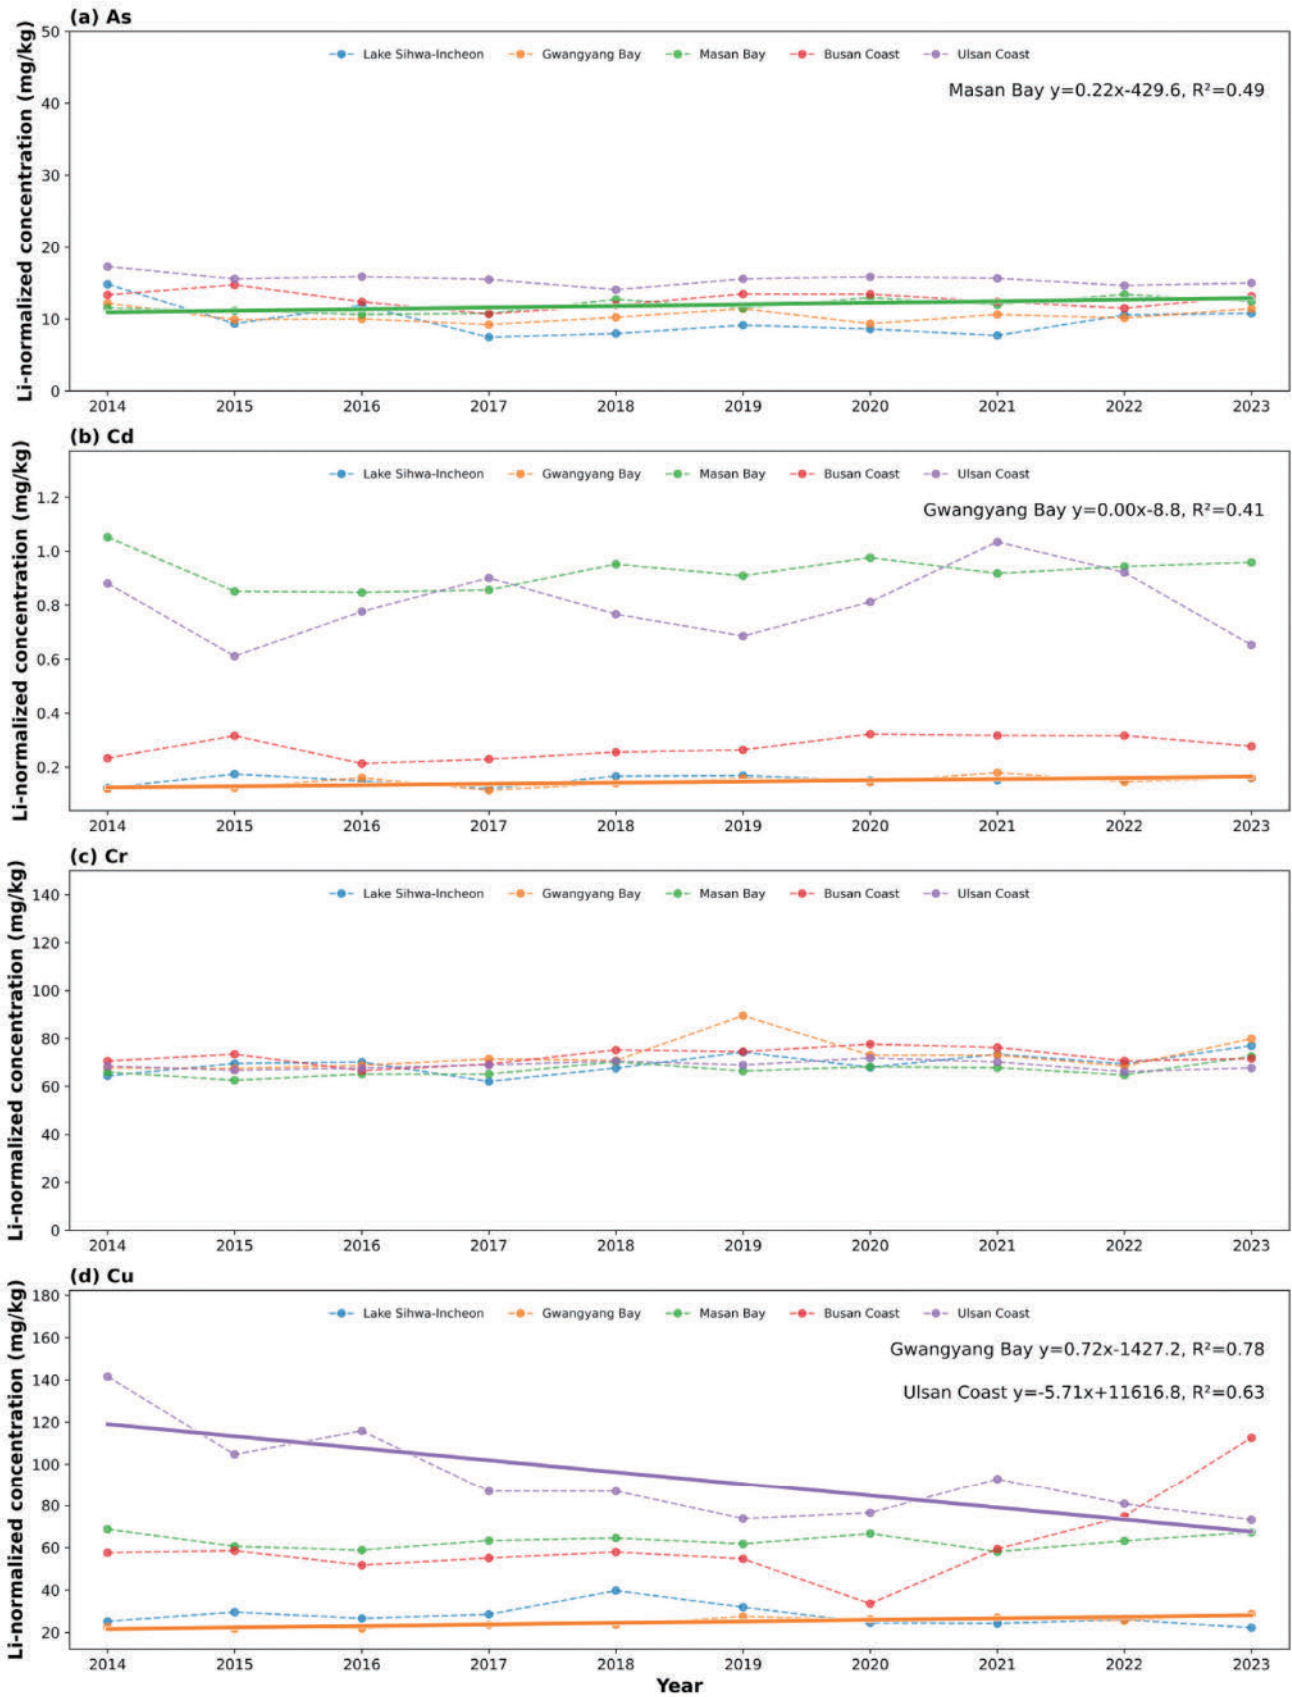 (a) As
Li-normalized concentration (mg/kg)
50
40
30
20
10
0
Lake Sihwa-Incheon Gwangyang Bay Masan Bay Busan Coast Ulsan Coast
Masan Bay y=0.22x-429.6, R²=0.49
2014 2015 2016 2017 2018 2019 2020 2021 2022 2023
(b) Cd
Li-normalized concentration (mg/kg)
1.2
1.0
0.8
0.6
0.4
0.2
Lake Sihwa-Incheon Gwangyang Bay Masan Bay Busan Coast Ulsan Coast
Gwangyang Bay y=0.00x-8.8, R²=0.41
2014 2015 2016 2017 2018 2019 2020 2021 2022 2023
(c) Cr
Li-normalized concentration (mg/kg)
140
120
100
80
60
40
20
0
Lake Sihwa-Incheon Gwangyang Bay Masan Bay Busan Coast Ulsan Coast
2014 2015 2016 2017 2018 2019 2020 2021 2022 2023
(d) Cu
Li-normalized concentration (mg/kg)
180
160
140
120
100
80
60
40
20
Lake Sihwa-Incheon Gwangyang Bay Masan Bay Busan Coast Ulsan Coast
Gwangyang Bay y=0.72x-1427.2, R²=0.78
Ulsan Coast y=-5.71x+11616.8, R²=0.63
2014 2015 2016 2017 2018 2019 2020 2021 2022 2023
Year